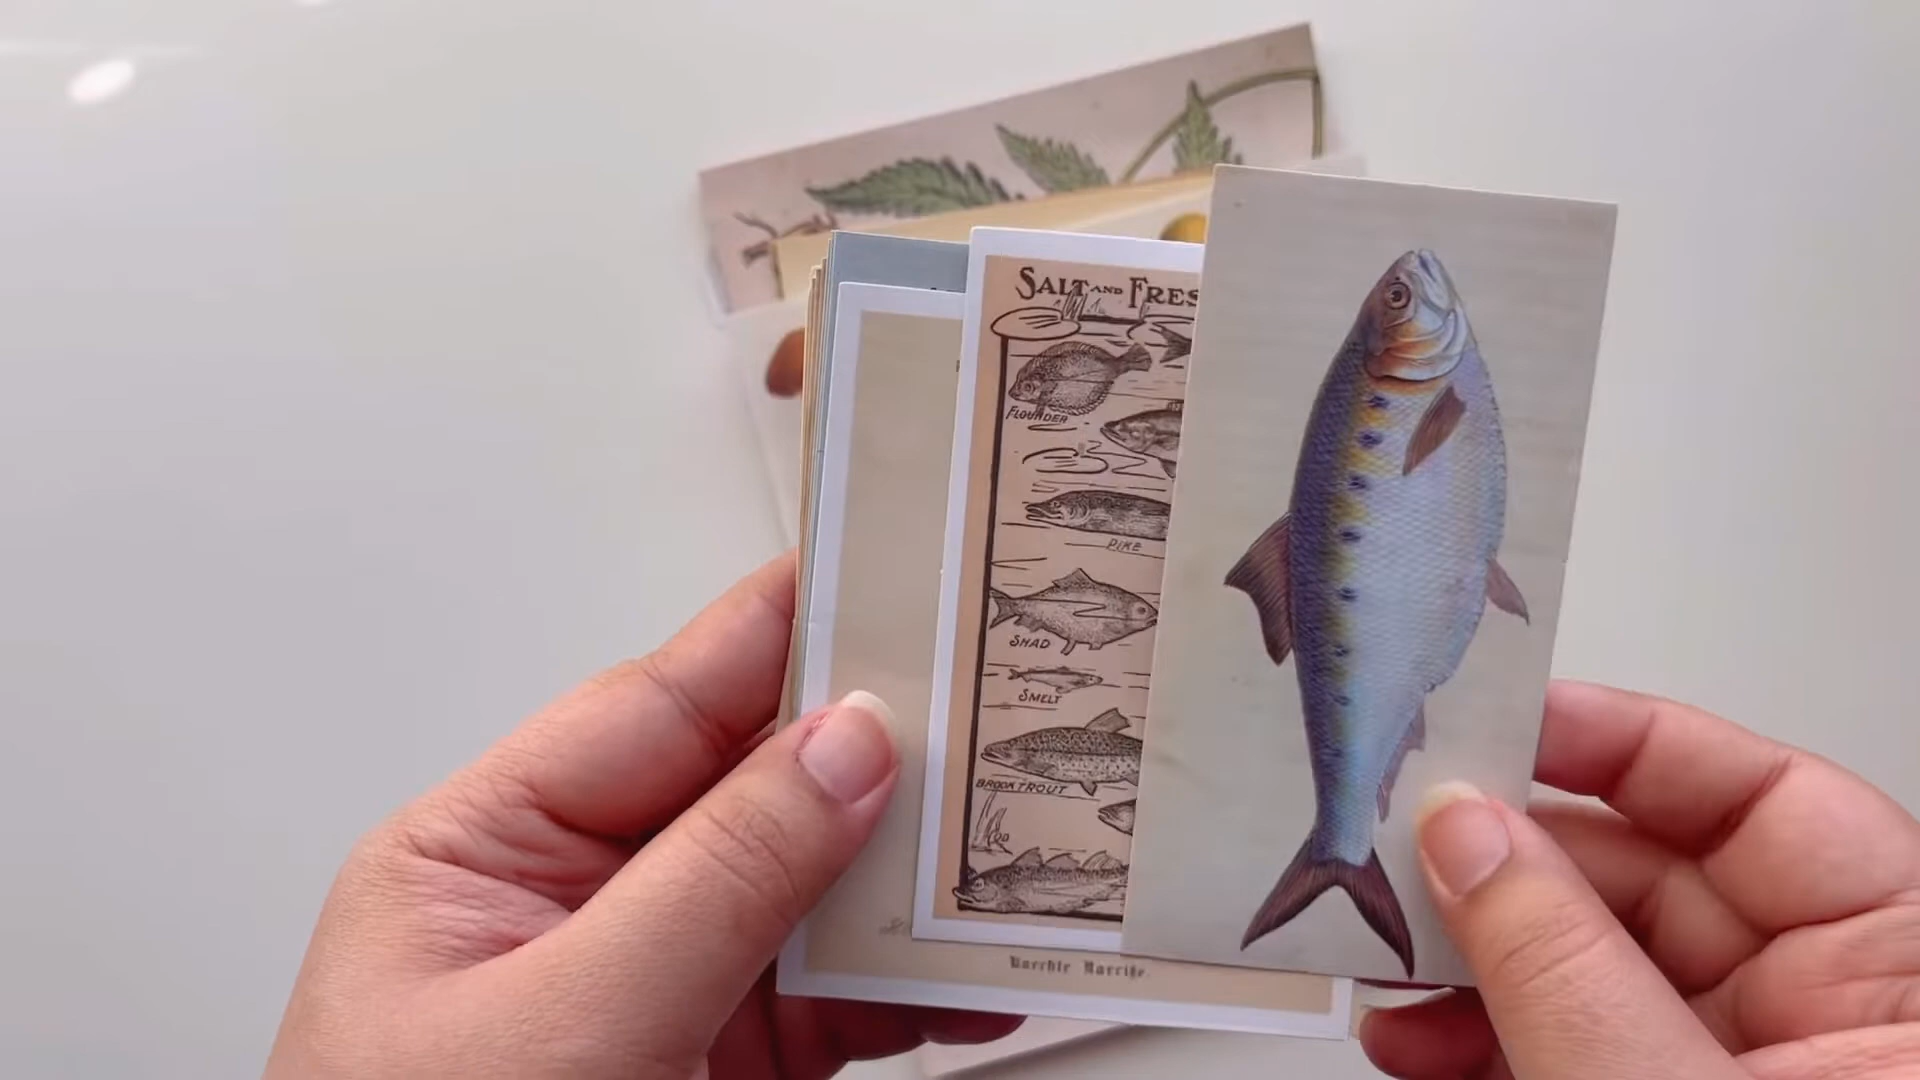 SALT AND FRES
FLOUNDER
PIKE
SHAD
SMELT
BROOK TROUT